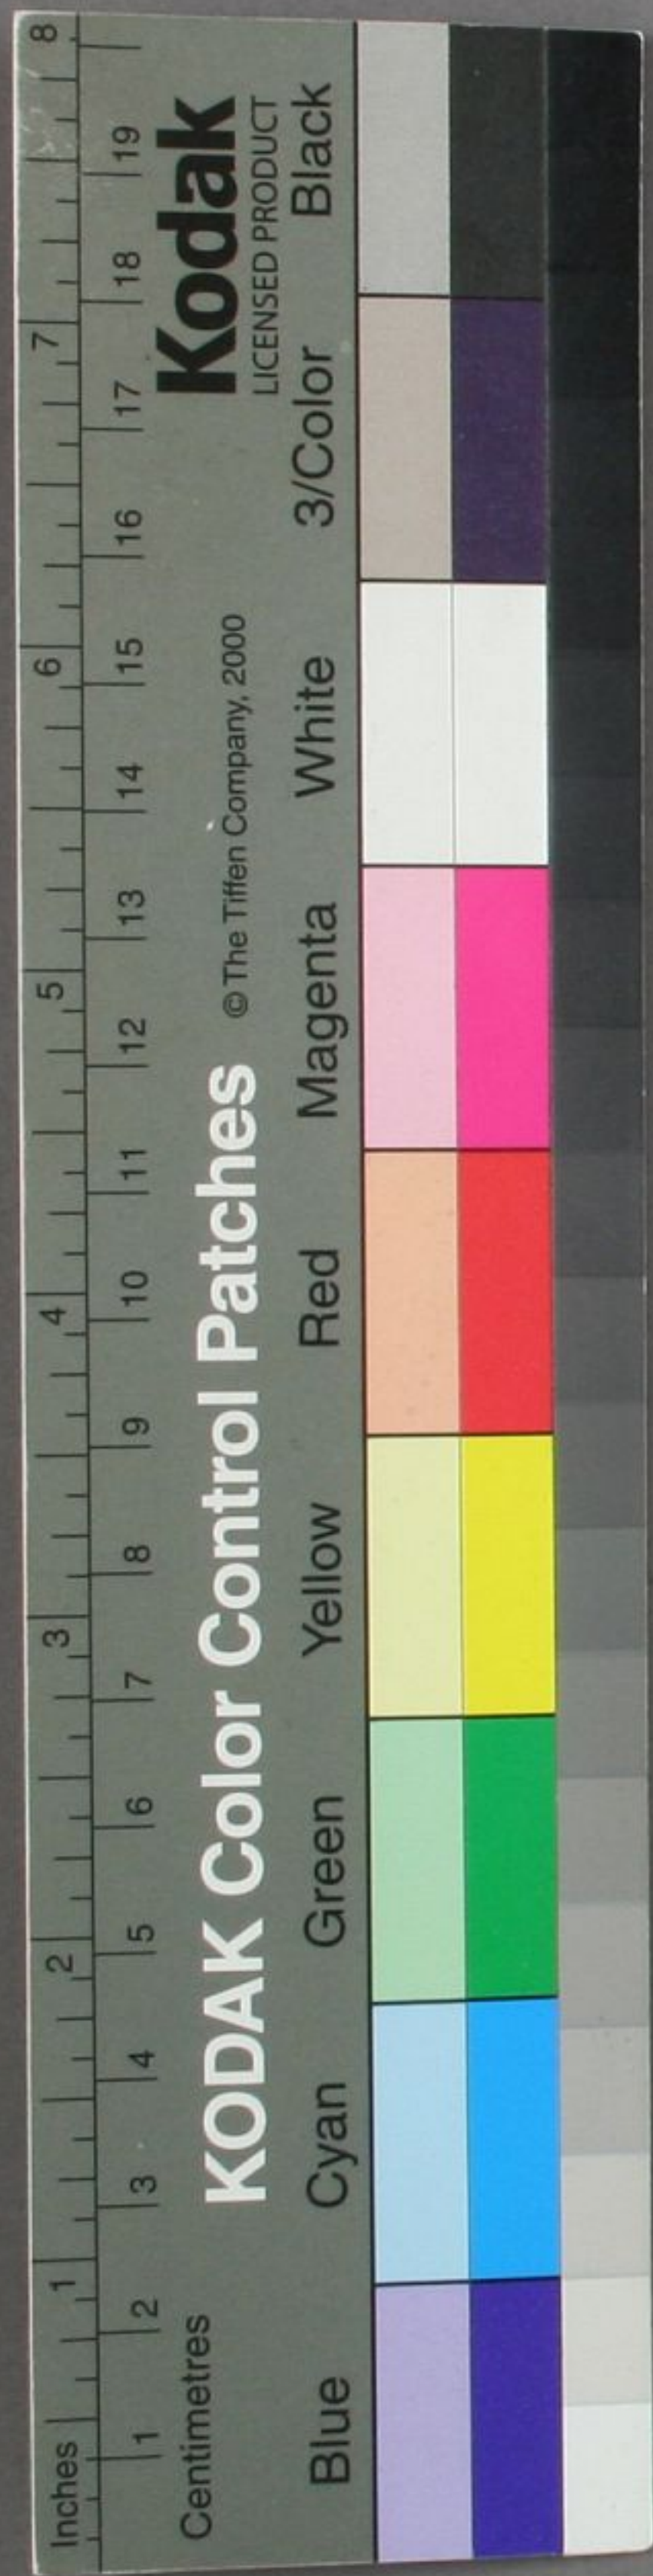 Inches 1 2 3 4 5 6 7 8
1 2 3 4 5 6 7 8 9 10 11 12 13 14 15 16 17 18 19
Centimetres
KODAK Color Control Patches © The Tiffen Company, 2000 Kodak
LICENSED PRODUCT
Blue Cyan Green Yellow Red Magenta White 3/Color Black